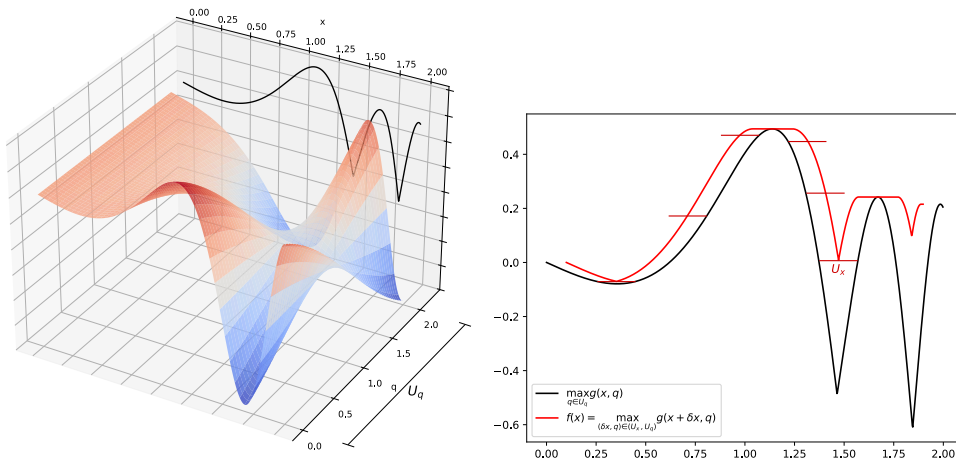 x
0.00 0.25 0.50 0.75 1.00 1.25 1.50 1.75 2.00
2.0
1.5
1.0
0.5
0.0
q
U_q
0.4
0.2
0.0
−0.2
−0.4
−0.6
U_x
max g(x, q)
q∈U_q
f(x) = max g(x + δx, q)
(δx, q)∈(U_x, U_q)
0.00 0.25 0.50 0.75 1.00 1.25 1.50 1.75 2.00